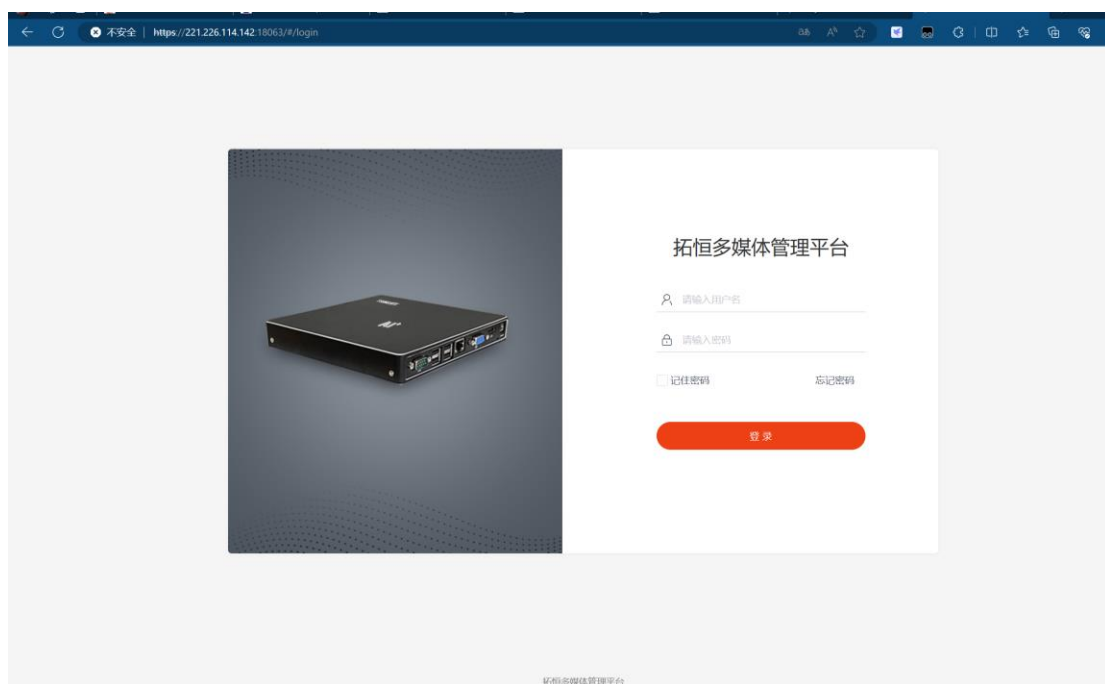 不安全 | https://221.226.114.142:18063/#/login
拓恒多媒体管理平台
请输入用户名
请输入密码
记住密码 忘记密码
登录
拓恒多媒体管理平台